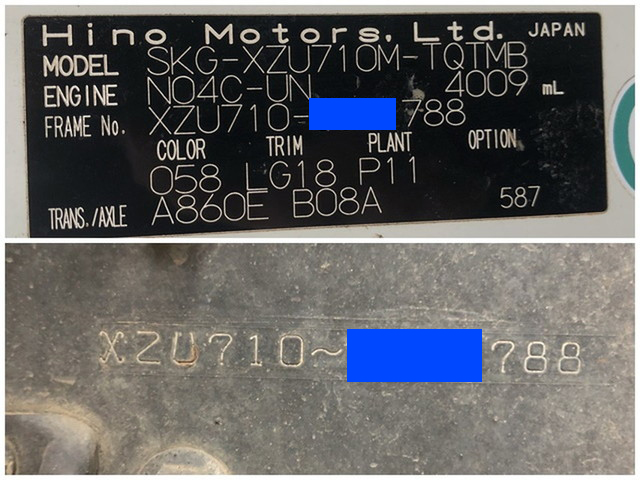 Hino Motors, Ltd. JAPAN
MODEL SKG-XZU710M-TQTMB
ENGINE N04C-UN 4009 mL
FRAME No. XZU710- 788
COLOR TRIM PLANT OPTION
058 LG18 P11
TRANS./AXLE A860E B08A 587
XZU710~ 788